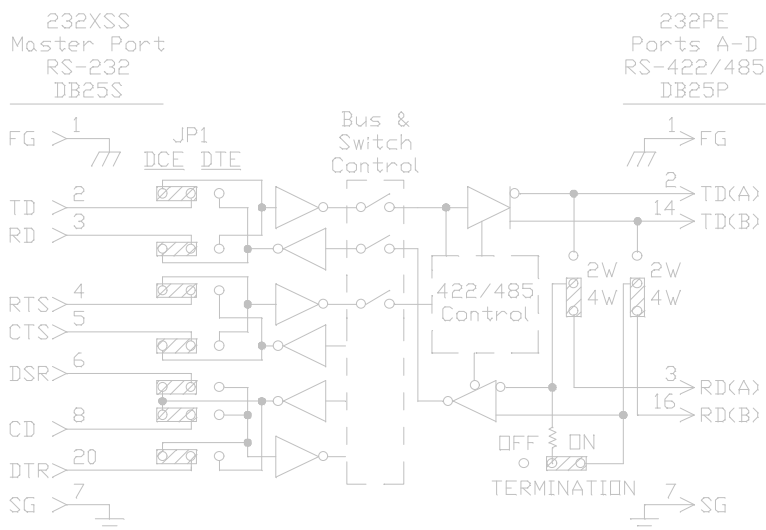 232XSS
Master Port
RS-232
DB25S
232PE
Ports A-D
RS-422/485
DB25P
Bus &
Switch
Control
JP1
DCE DTE
FG 1
TD 2
RD 3
RTS 4
CTS 5
DSR 6
CD 8
DTR 20
SG 7
422/485
Control
1 FG
2 TD(A)
14 TD(B)
2W 2W
4W 4W
3 RD(A)
16 RD(B)
OFF ON
TERMINATION
7 SG